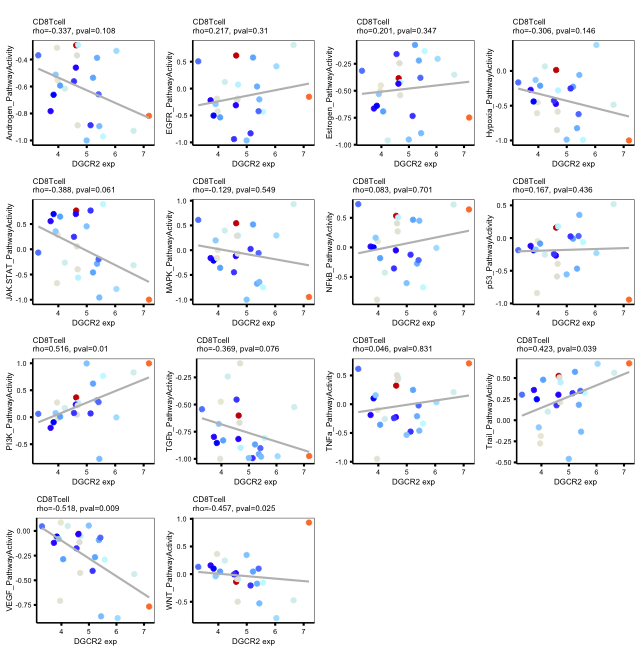 CD8Tcell
rho=-0.337, pval=0.108
Androgen_PathwayActivity
0.0
-0.4
-0.6
-0.8
-1.0
4
5
6
7
DGCR2 exp
CD8Tcell
rho=0.217, pval=0.31
EGFR_PathwayActivity
1.0
0.5
0.0
-0.5
-1.0
4
5
6
7
DGCR2 exp
CD8Tcell
rho=0.201, pval=0.347
Estrogen_PathwayActivity
-0.25
-0.50
-0.75
-1.00
4
5
6
7
DGCR2 exp
CD8Tcell
rho=-0.306, pval=0.146
Hypoxia_PathwayActivity
0.0
-0.5
-1.0
4
5
6
7
DGCR2 exp
CD8Tcell
rho=-0.388, pval=0.061
JAK.STAT_PathwayActivity
0.5
0.0
-0.5
-1.0
4
5
6
7
DGCR2 exp
CD8Tcell
rho=-0.129, pval=0.549
MAPK_PathwayActivity
1.0
0.5
0.0
-0.5
-1.0
4
5
6
7
DGCR2 exp
CD8Tcell
rho=0.083, pval=0.701
NFkB_PathwayActivity
0.5
0.0
-0.5
4
5
6
7
DGCR2 exp
CD8Tcell
rho=0.167, pval=0.436
p53_PathwayActivity
0.5
0.0
-0.5
-1.0
4
5
6
7
DGCR2 exp
CD8Tcell
rho=0.516, pval=0.01
PI3K_PathwayActivity
1.0
0.5
0.0
-0.5
4
5
6
7
DGCR2 exp
CD8Tcell
rho=-0.369, pval=0.076
TGFb_PathwayActivity
-0.25
-0.50
-0.75
-1.00
4
5
6
7
DGCR2 exp
CD8Tcell
rho=0.046, pval=0.831
TNFa_PathwayActivity
0.5
0.0
-0.5
-1.0
4
5
6
7
DGCR2 exp
CD8Tcell
rho=0.423, pval=0.039
Trail_PathwayActivity
0.50
0.25
0.00
-0.25
-0.50
4
5
6
7
DGCR2 exp
CD8Tcell
rho=-0.518, pval=0.009
VEGF_PathwayActivity
0.00
-0.25
-0.50
-0.75
4
5
6
7
DGCR2 exp
CD8Tcell
rho=-0.457, pval=0.025
WNT_PathwayActivity
1.0
0.5
0.0
-0.5
4
5
6
7
DGCR2 exp